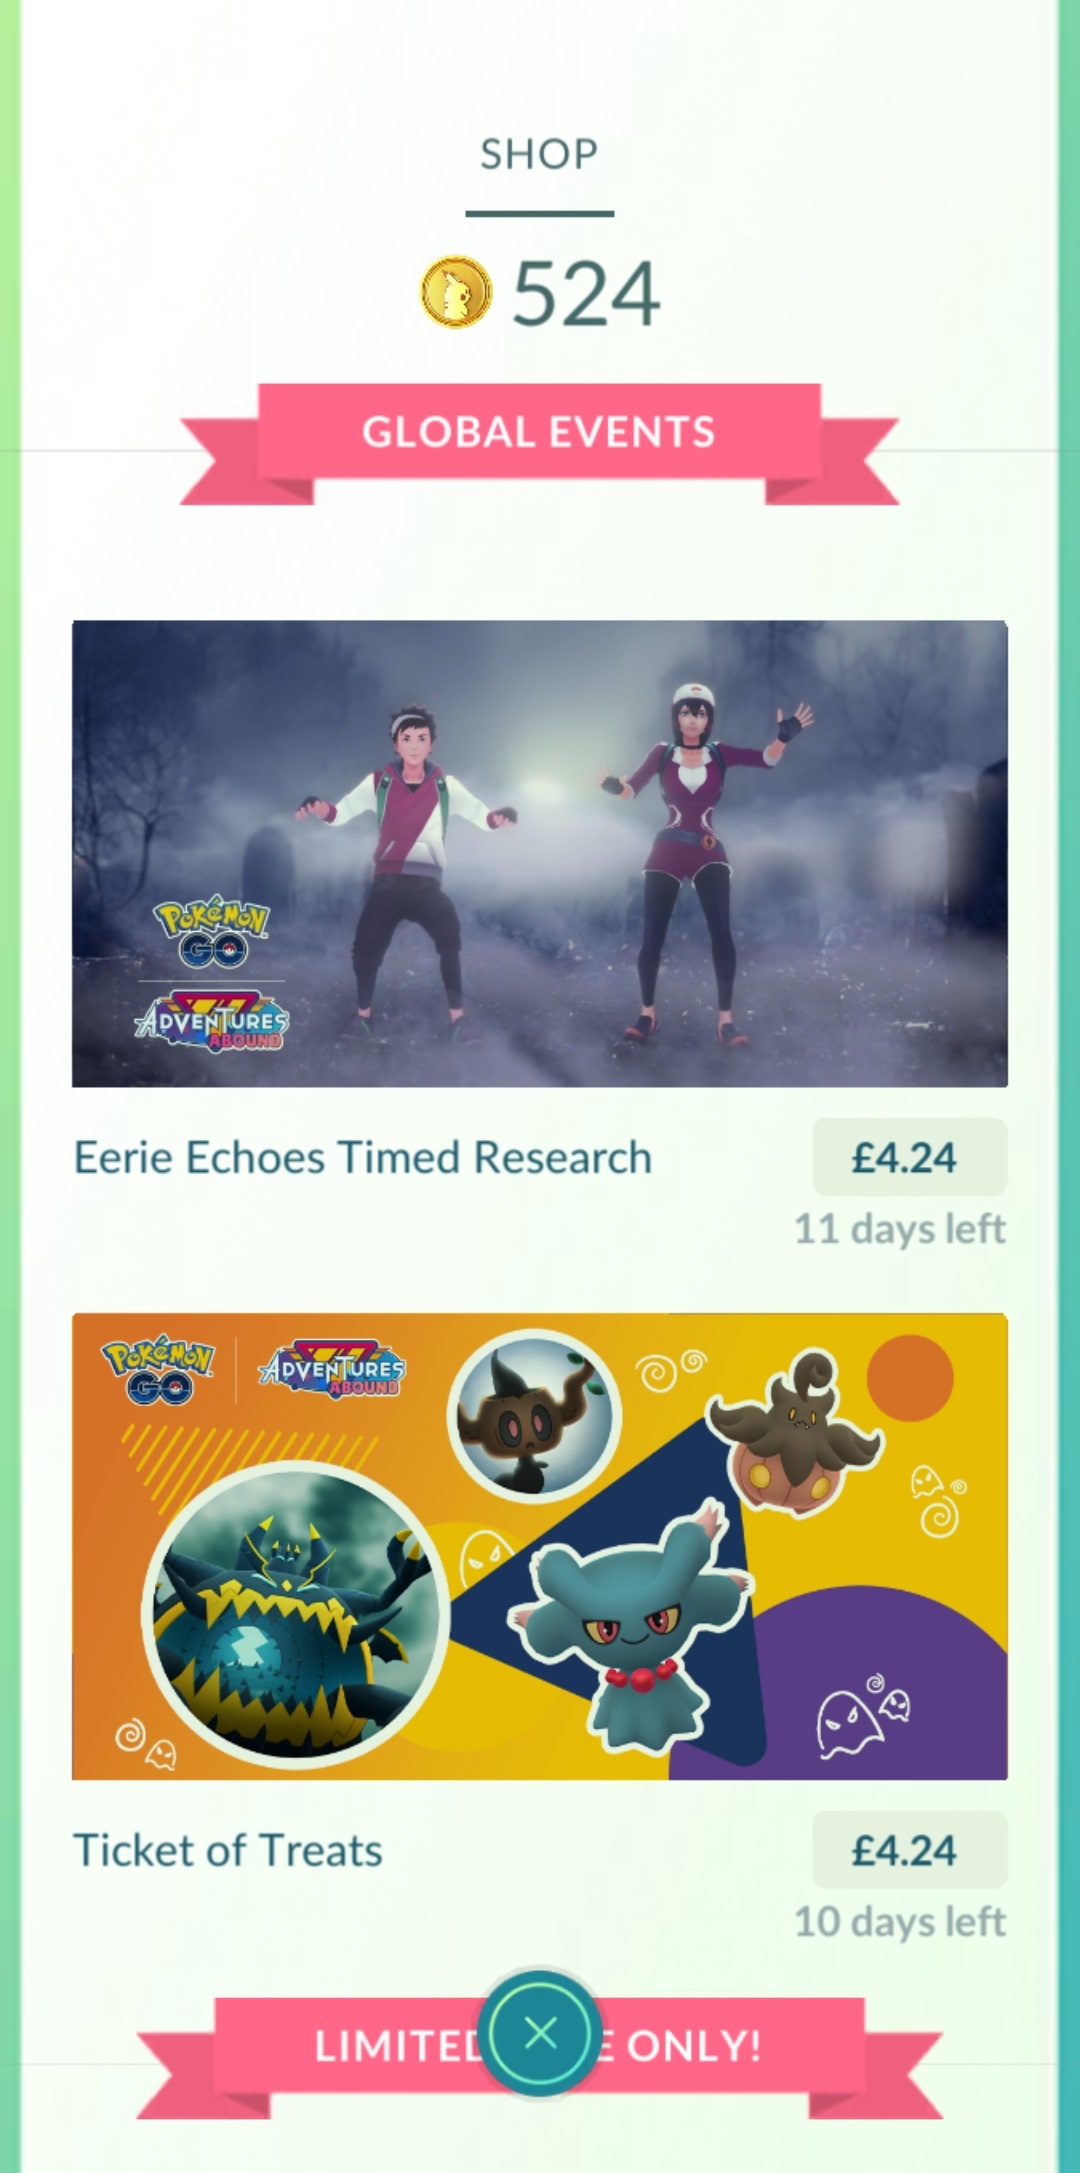 SHOP
524
GLOBAL EVENTS
POKÉMON
GO
ADVENTURES
ABOUND
Eerie Echoes Timed Research
£4.24
11 days left
POKÉMON
GO
ADVENTURES
ABOUND
Ticket of Treats
£4.24
10 days left
LIMITED ONLY!